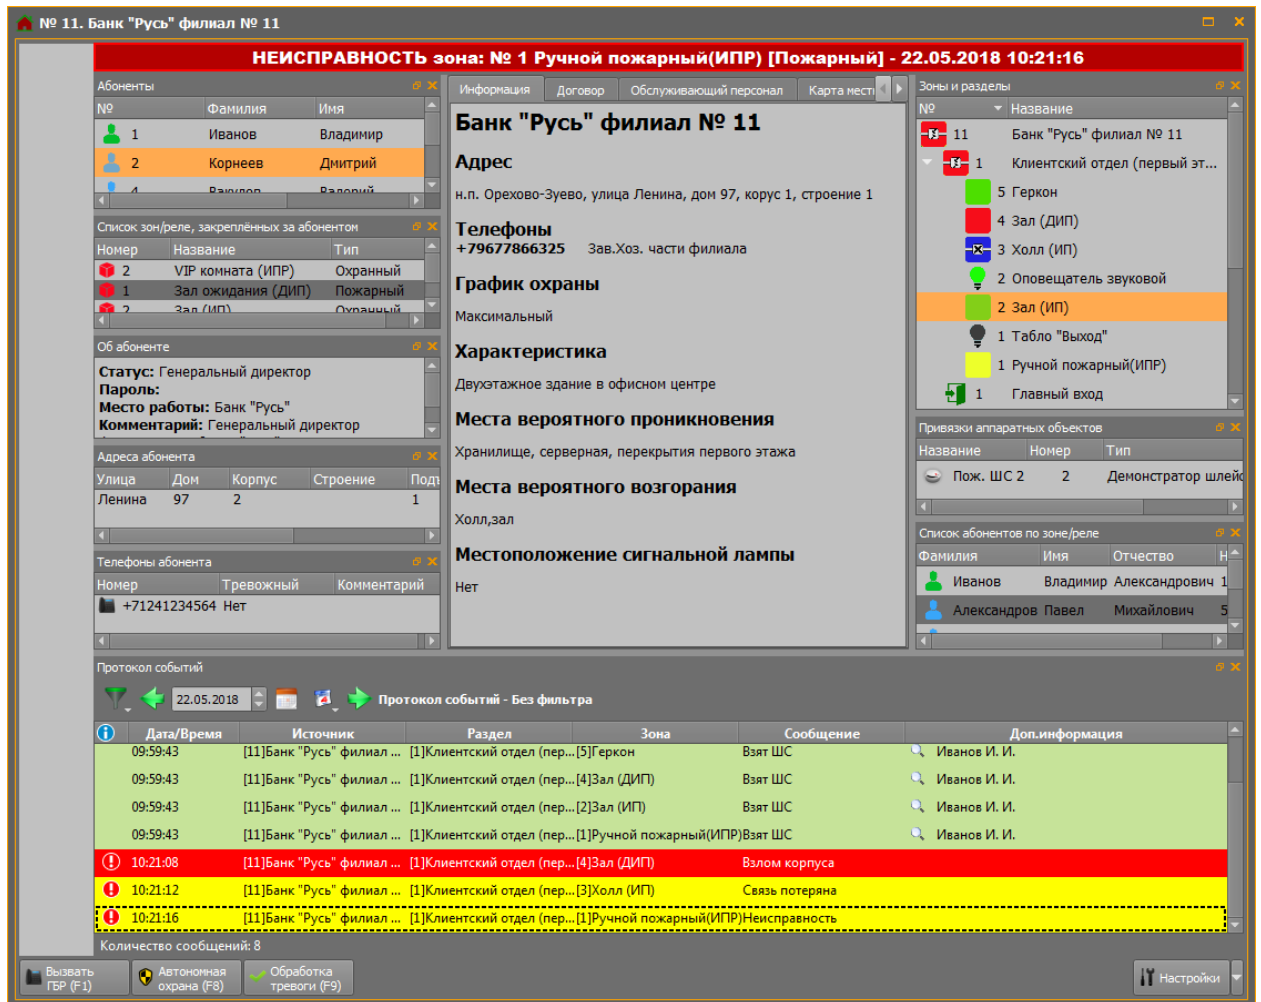 № 11. Банк "Русь" филиал № 11
НЕИСПРАВНОСТЬ зона: № 1 Ручной пожарный(ИПР) [Пожарный] - 22.05.2018 10:21:16
Абоненты
№ Фамилия Имя
1 Иванов Владимир
2 Корнеев Дмитрий
4 Вакулов Валерий
Список зон/реле, закреплённых за абонентом
Номер Название Тип
2 VIP комната (ИПР) Охранный
1 Зал ожидания (ДИП) Пожарный
2 Зал (ИП) Охранный
Об абоненте
Статус: Генеральный директор
Пароль:
Место работы: Банк "Русь"
Комментарий: Генеральный директор
Адреса абонента
Улица Дом Корпус Строение Подъ
Ленина 97 2 1
Телефоны абонента
Номер Тревожный Комментарий
+71241234564 Нет
Информация Договор Обслуживающий персонал Карта местн
Банк "Русь" филиал № 11
Адрес
н.п. Орехово-Зуево, улица Ленина, дом 97, корус 1, строение 1
Телефоны
+79677866325 Зав.Хоз. части филиала
График охраны
Максимальный
Характеристика
Двухэтажное здание в офисном центре
Места вероятного проникновения
Хранилище, серверная, перекрытия первого этажа
Места вероятного возгорания
Холл,зал
Местоположение сигнальной лампы
Нет
Зоны и разделы
№ Название
11 Банк "Русь" филиал № 11
1 Клиентский отдел (первый эт...
5 Геркон
4 Зал (ДИП)
3 Холл (ИП)
2 Оповещатель звуковой
2 Зал (ИП)
1 Табло "Выход"
1 Ручной пожарный(ИПР)
1 Главный вход
Привязки аппаратных объектов
Название Номер Тип
Пож. ШС 2 2 Демонстратор шлейс
Список абонентов по зоне/реле
Фамилия Имя Отчество Н
Иванов Владимир Александрович 1
Александров Павел Михайлович 5
Протокол событий
22.05.2018 Протокол событий - Без фильтра
Дата/Время Источник Раздел Зона Сообщение Доп.информация
09:59:43 [11]Банк "Русь" филиал ... [1]Клиентский отдел (пер... [5]Геркон Взят ШС Иванов И. И.
09:59:43 [11]Банк "Русь" филиал ... [1]Клиентский отдел (пер... [4]Зал (ДИП) Взят ШС Иванов И. И.
09:59:43 [11]Банк "Русь" филиал ... [1]Клиентский отдел (пер... [2]Зал (ИП) Взят ШС Иванов И. И.
09:59:43 [11]Банк "Русь" филиал ... [1]Клиентский отдел (пер... [1]Ручной пожарный(ИПР) Взят ШС Иванов И. И.
10:21:08 [11]Банк "Русь" филиал ... [1]Клиентский отдел (пер... [4]Зал (ДИП) Взлом корпуса
10:21:12 [11]Банк "Русь" филиал ... [1]Клиентский отдел (пер... [3]Холл (ИП) Связь потеряна
10:21:16 [11]Банк "Русь" филиал ... [1]Клиентский отдел (пер... [1]Ручной пожарный(ИПР) Неисправность
Количество сообщений: 8
Вызвать
ГБР (F1)
Автономная
охрана (F8)
Обработка
тревоги (F9)
Настройки